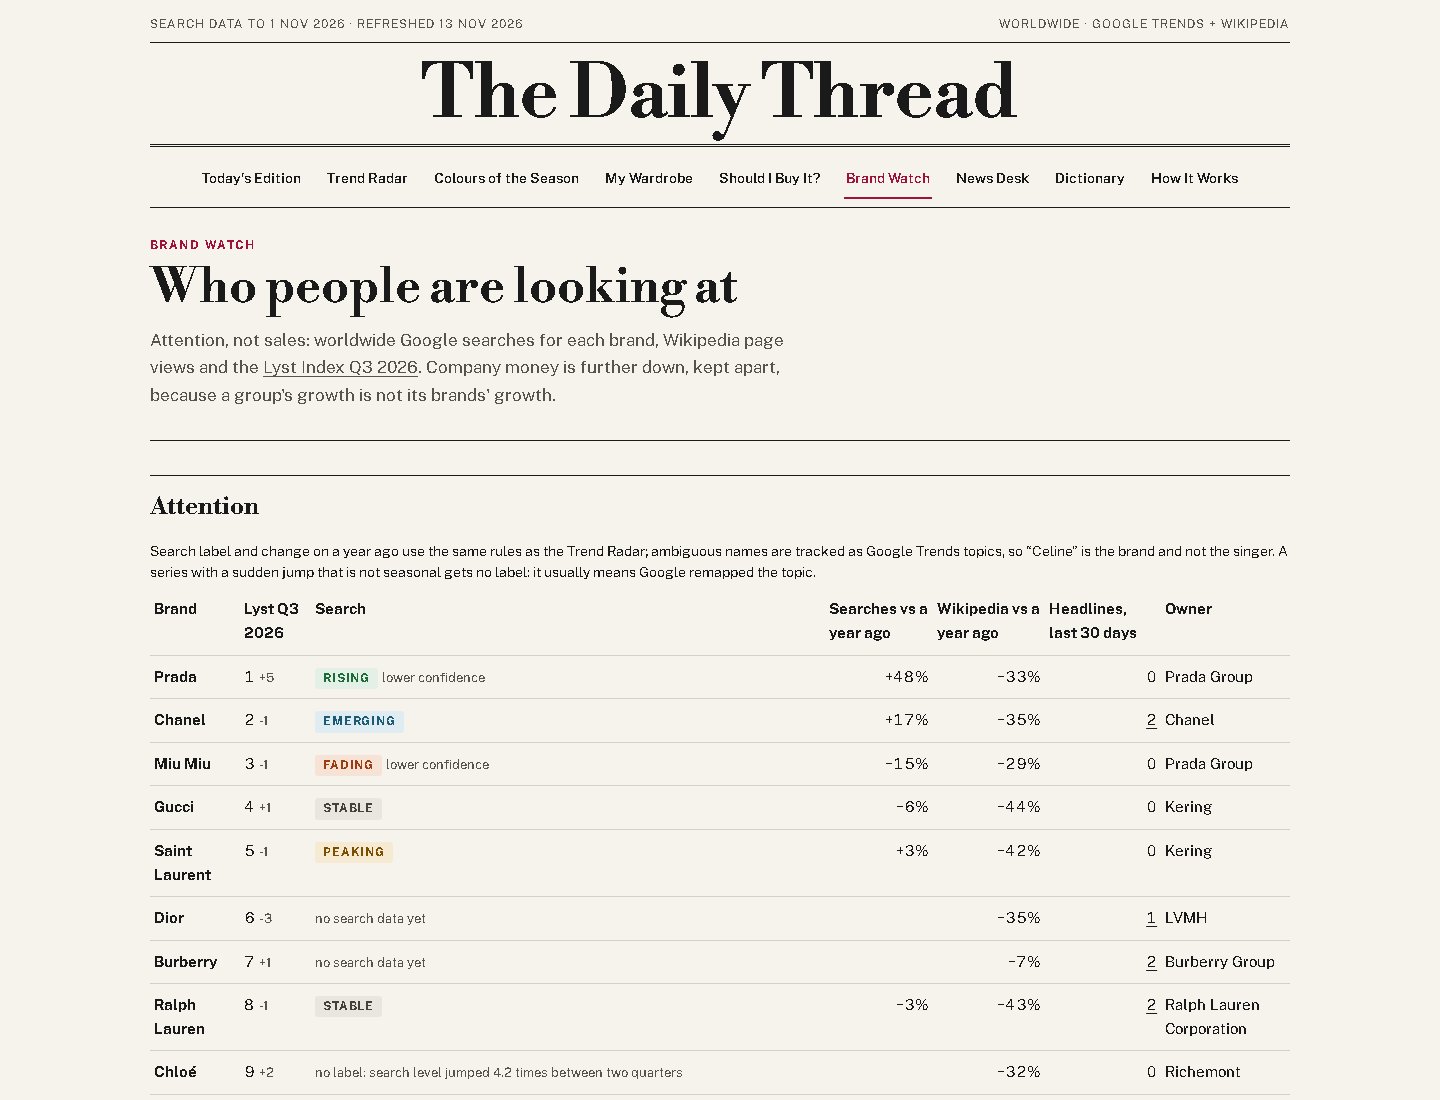 SEARCH DATA TO 1 NOV 2026 · REFRESHED 13 NOV 2026
WORLDWIDE · GOOGLE TRENDS + WIKIPEDIA
The Daily Thread
Today's Edition Trend Radar Colours of the Season My Wardrobe Should I Buy It? Brand Watch News Desk Dictionary How It Works
BRAND WATCH
Who people are looking at
Attention, not sales: worldwide Google searches for each brand, Wikipedia page
views and the Lyst Index Q3 2026. Company money is further down, kept apart,
because a group's growth is not its brands' growth.
Attention
Search label and change on a year ago use the same rules as the Trend Radar; ambiguous names are tracked as Google Trends topics, so “Celine” is the brand and not the singer. A
series with a sudden jump that is not seasonal gets no label: it usually means Google remapped the topic.
Brand Lyst Q3 2026 Search Searches vs a year ago Wikipedia vs a year ago Headlines, last 30 days Owner
Prada 1 +5 RISING lower confidence +48% −33% 0 Prada Group
Chanel 2 -1 EMERGING +17% −35% 2 Chanel
Miu Miu 3 -1 FADING lower confidence −15% −29% 0 Prada Group
Gucci 4 +1 STABLE −6% −44% 0 Kering
Saint Laurent 5 -1 PEAKING +3% −42% 0 Kering
Dior 6 -3 no search data yet −35% 1 LVMH
Burberry 7 +1 no search data yet −7% 2 Burberry Group
Ralph Lauren 8 -1 STABLE −3% −43% 2 Ralph Lauren Corporation
Chloé 9 +2 no label: search level jumped 4.2 times between two quarters −32% 0 Richemont